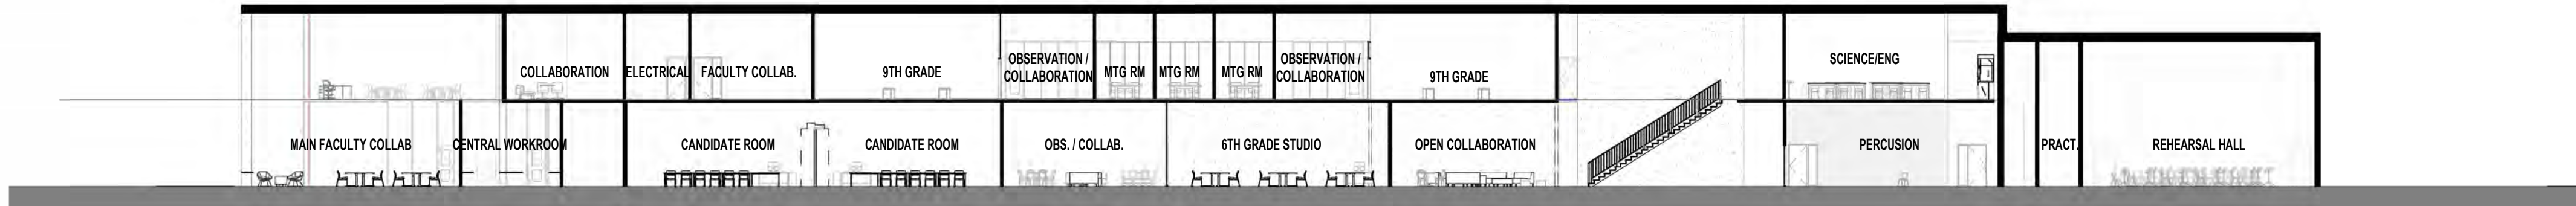 COLLABORATION
ELECTRICAL
FACULTY COLLAB.
9TH GRADE
OBSERVATION /
COLLABORATION
MTG RM
MTG RM
MTG RM
OBSERVATION /
COLLABORATION
9TH GRADE
SCIENCE/ENG
MAIN FACULTY COLLAB
CENTRAL WORKROOM
CANDIDATE ROOM
CANDIDATE ROOM
OBS. / COLLAB.
6TH GRADE STUDIO
OPEN COLLABORATION
PERCUSION
PRACT.
REHEARSAL HALL